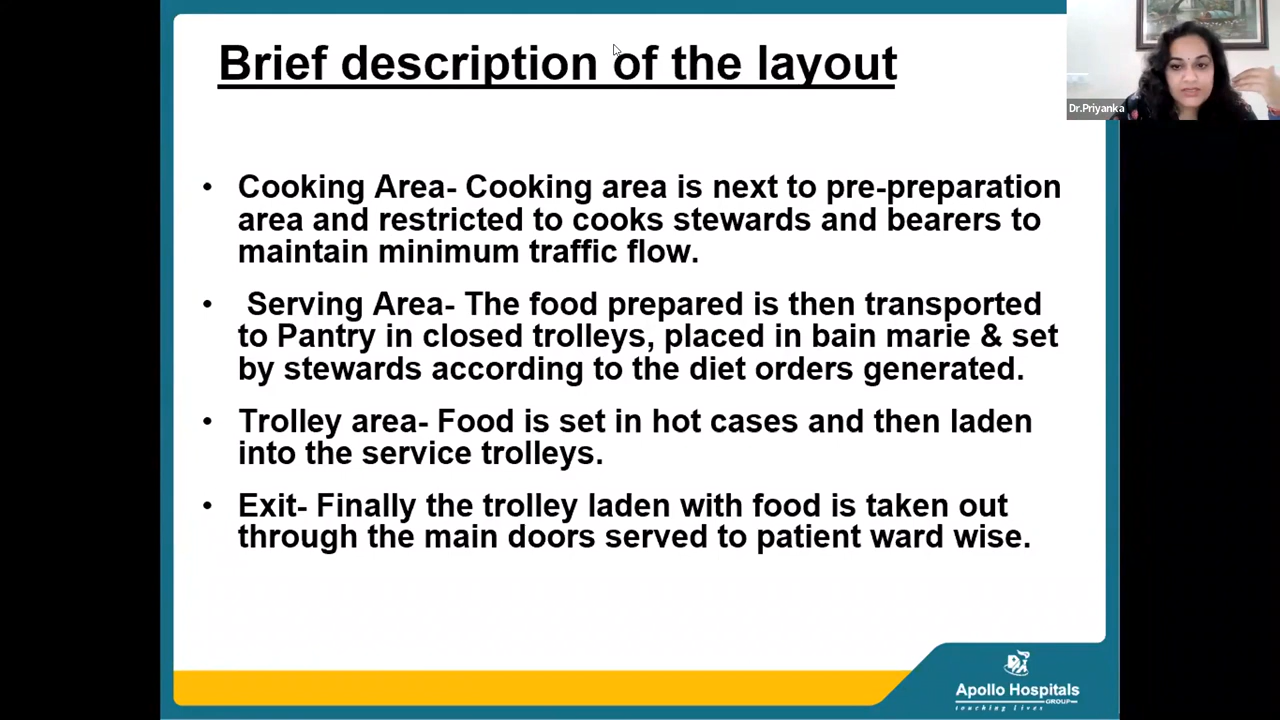 Brief description of the layout
Dr.Priyanka
• Cooking Area- Cooking area is next to pre-preparation
area and restricted to cooks stewards and bearers to
maintain minimum traffic flow.
• Serving Area- The food prepared is then transported
to Pantry in closed trolleys, placed in bain marie & set
by stewards according to the diet orders generated.
• Trolley area- Food is set in hot cases and then laden
into the service trolleys.
• Exit- Finally the trolley laden with food is taken out
through the main doors served to patient ward wise.
Apollo Hospitals
GROUP
touching lives